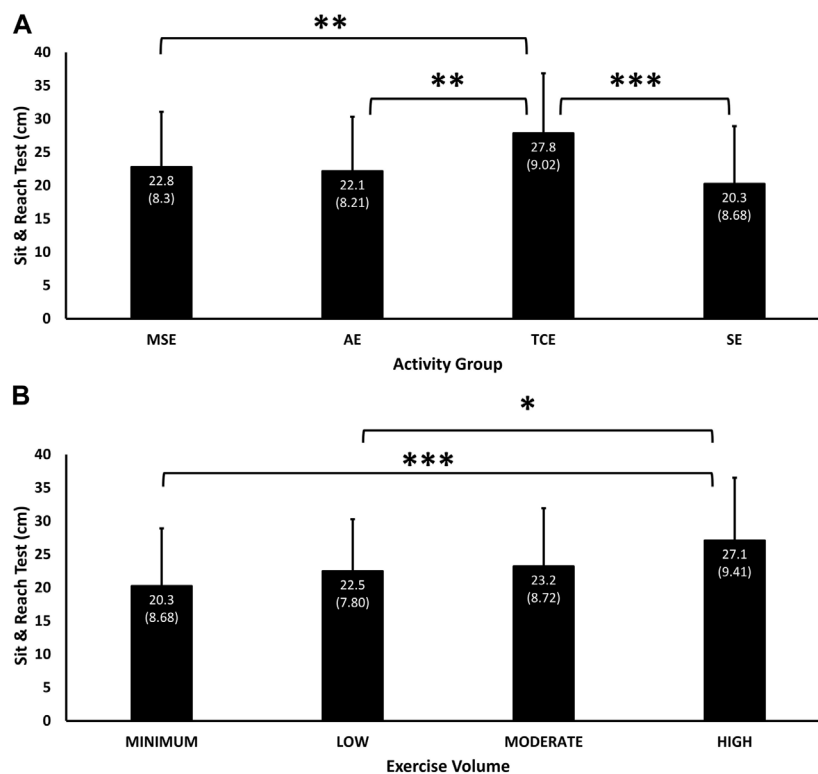 A
**
**
***
Sit & Reach Test (cm)
40
35
30
25
20
15
10
5
0
22.8
(8.3)
22.1
(8.21)
27.8
(9.02)
20.3
(8.68)
MSE
AE
TCE
SE
Activity Group
B
*
***
Sit & Reach Test (cm)
40
35
30
25
20
15
10
5
0
20.3
(8.68)
22.5
(7.80)
23.2
(8.72)
27.1
(9.41)
MINIMUM
LOW
MODERATE
HIGH
Exercise Volume